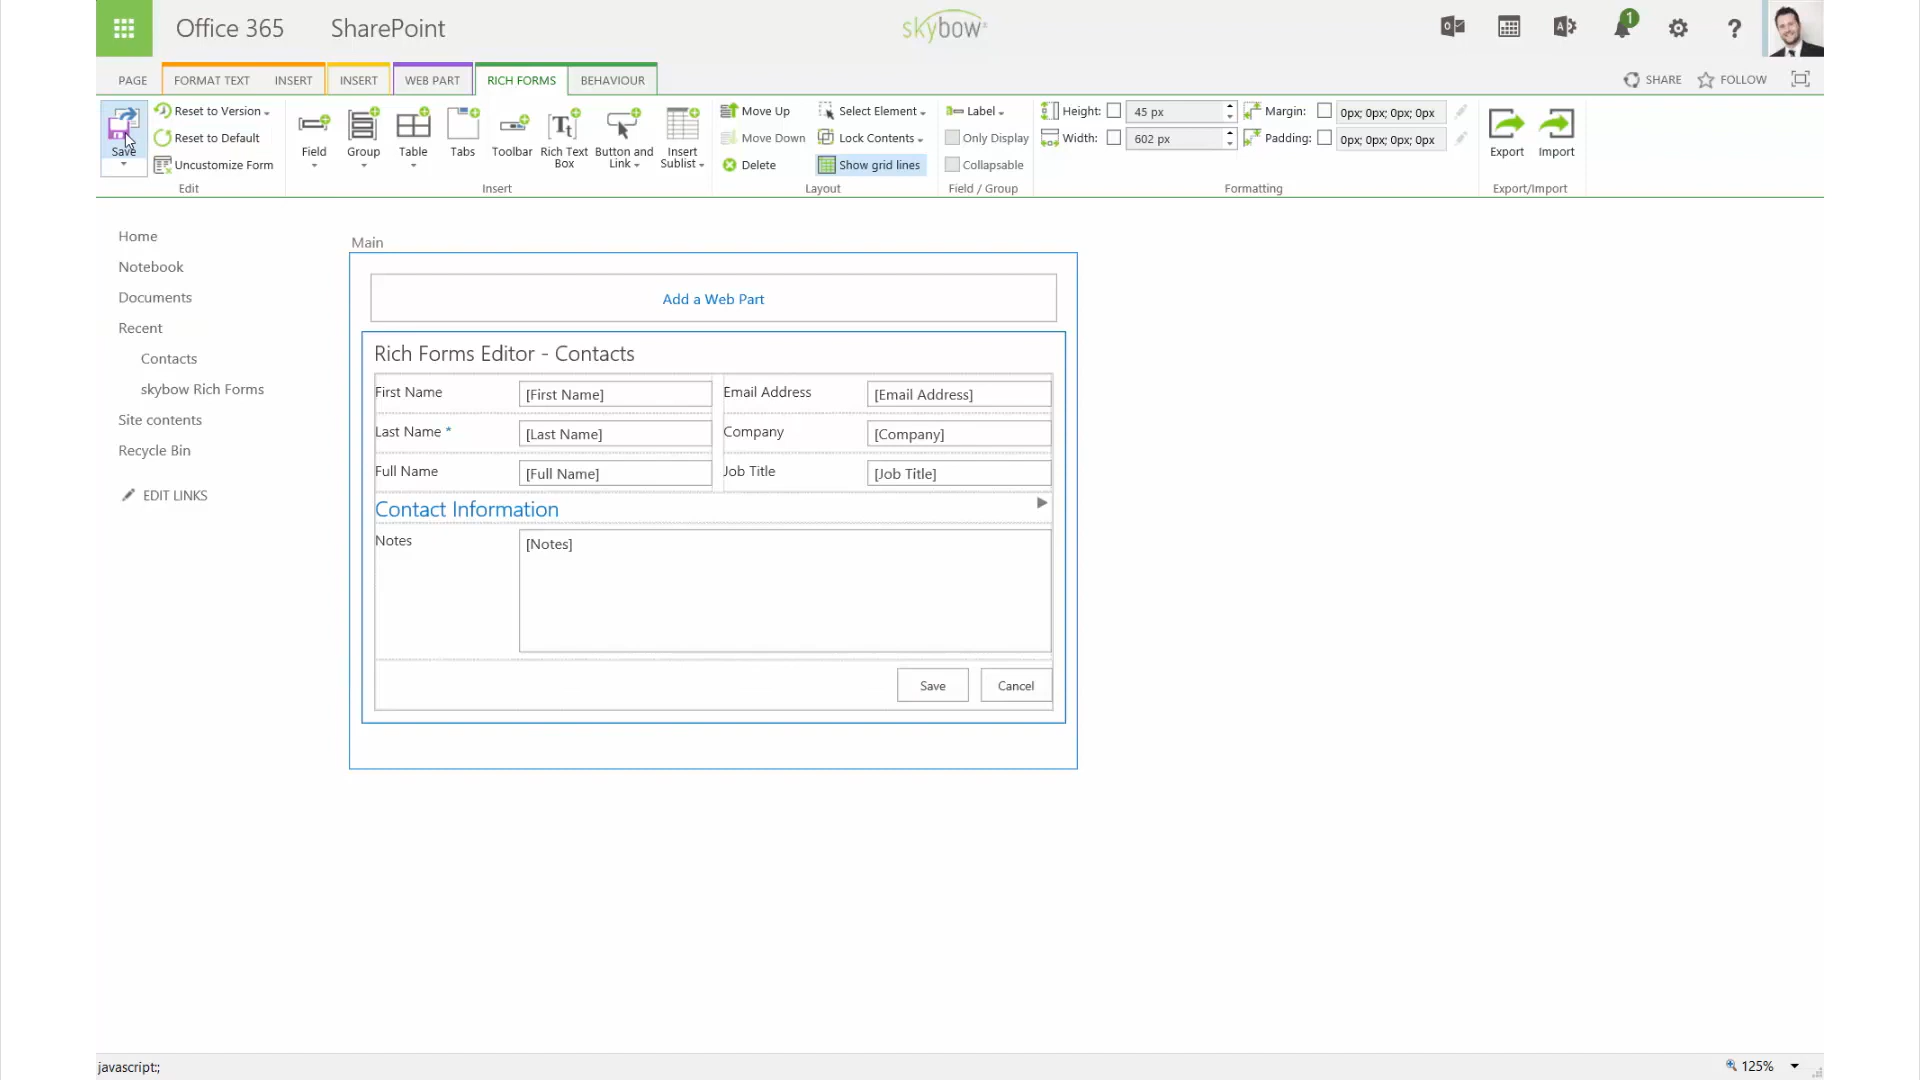 Office 365
SharePoint
skybow
1
?
PAGE
FORMAT TEXT
INSERT
INSERT
WEB PART
RICH FORMS
BEHAVIOUR
SHARE
FOLLOW
Save
Reset to Version
Reset to Default
Uncustomize Form
Edit
Field
Group
Table
Tabs
Toolbar
Rich Text
Box
Button and
Link
Insert
Sublist
Insert
Move Up
Move Down
Delete
Select Element
Lock Contents
Show grid lines
Layout
Label
Only Display
Collapsable
Field / Group
Height: 45 px
Width: 602 px
Margin: 0px; 0px; 0px; 0px
Padding: 0px; 0px; 0px; 0px
Formatting
Export
Import
Export/Import
Home
Notebook
Documents
Recent
Contacts
skybow Rich Forms
Site contents
Recycle Bin
EDIT LINKS
Main
Add a Web Part
Rich Forms Editor - Contacts
First Name [First Name] Email Address [Email Address]
Last Name * [Last Name] Company [Company]
Full Name [Full Name] Job Title [Job Title]
Contact Information
Notes [Notes]
Save Cancel
javascript:;
125%